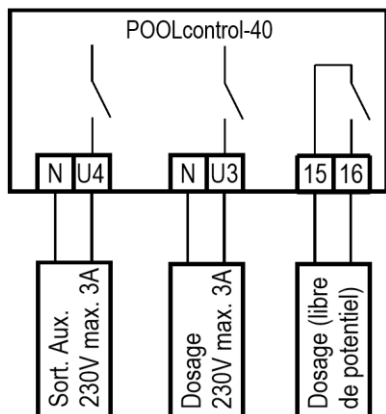 POOLcontrol-40
N U4 N U3 15 16
Sort. Aux.
230V max. 3A
Dosage
230V max. 3A
Dosage (libre
de potentiel)